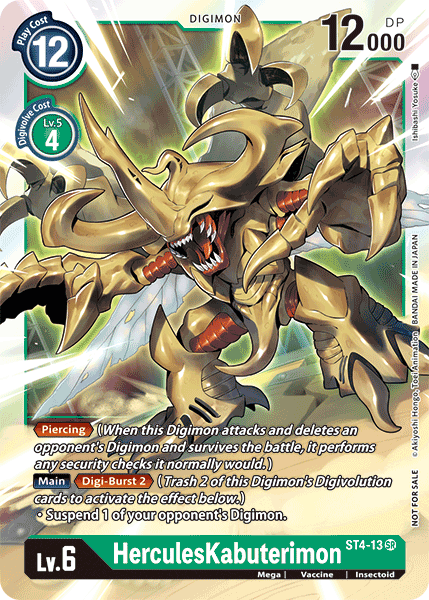 DIGIMON
Play Cost
12
12000
DP
Digivolve Cost
Lv.5
4
Ishibashi Yosuke
©Akiyoshi Hongo, Toei Animation BANDAI MADE IN JAPAN
NOT FOR SALE
Piercing (When this Digimon attacks and deletes an
opponent's Digimon and survives the battle, it performs
any security checks it normally would.)
Main Digi-Burst 2 (Trash 2 of this Digimon's Digivolution
cards to activate the effect below.)
・Suspend 1 of your opponent's Digimon.
Lv.6
HerculesKabuterimon
ST4-13 SR
Mega | Vaccine | Insectoid